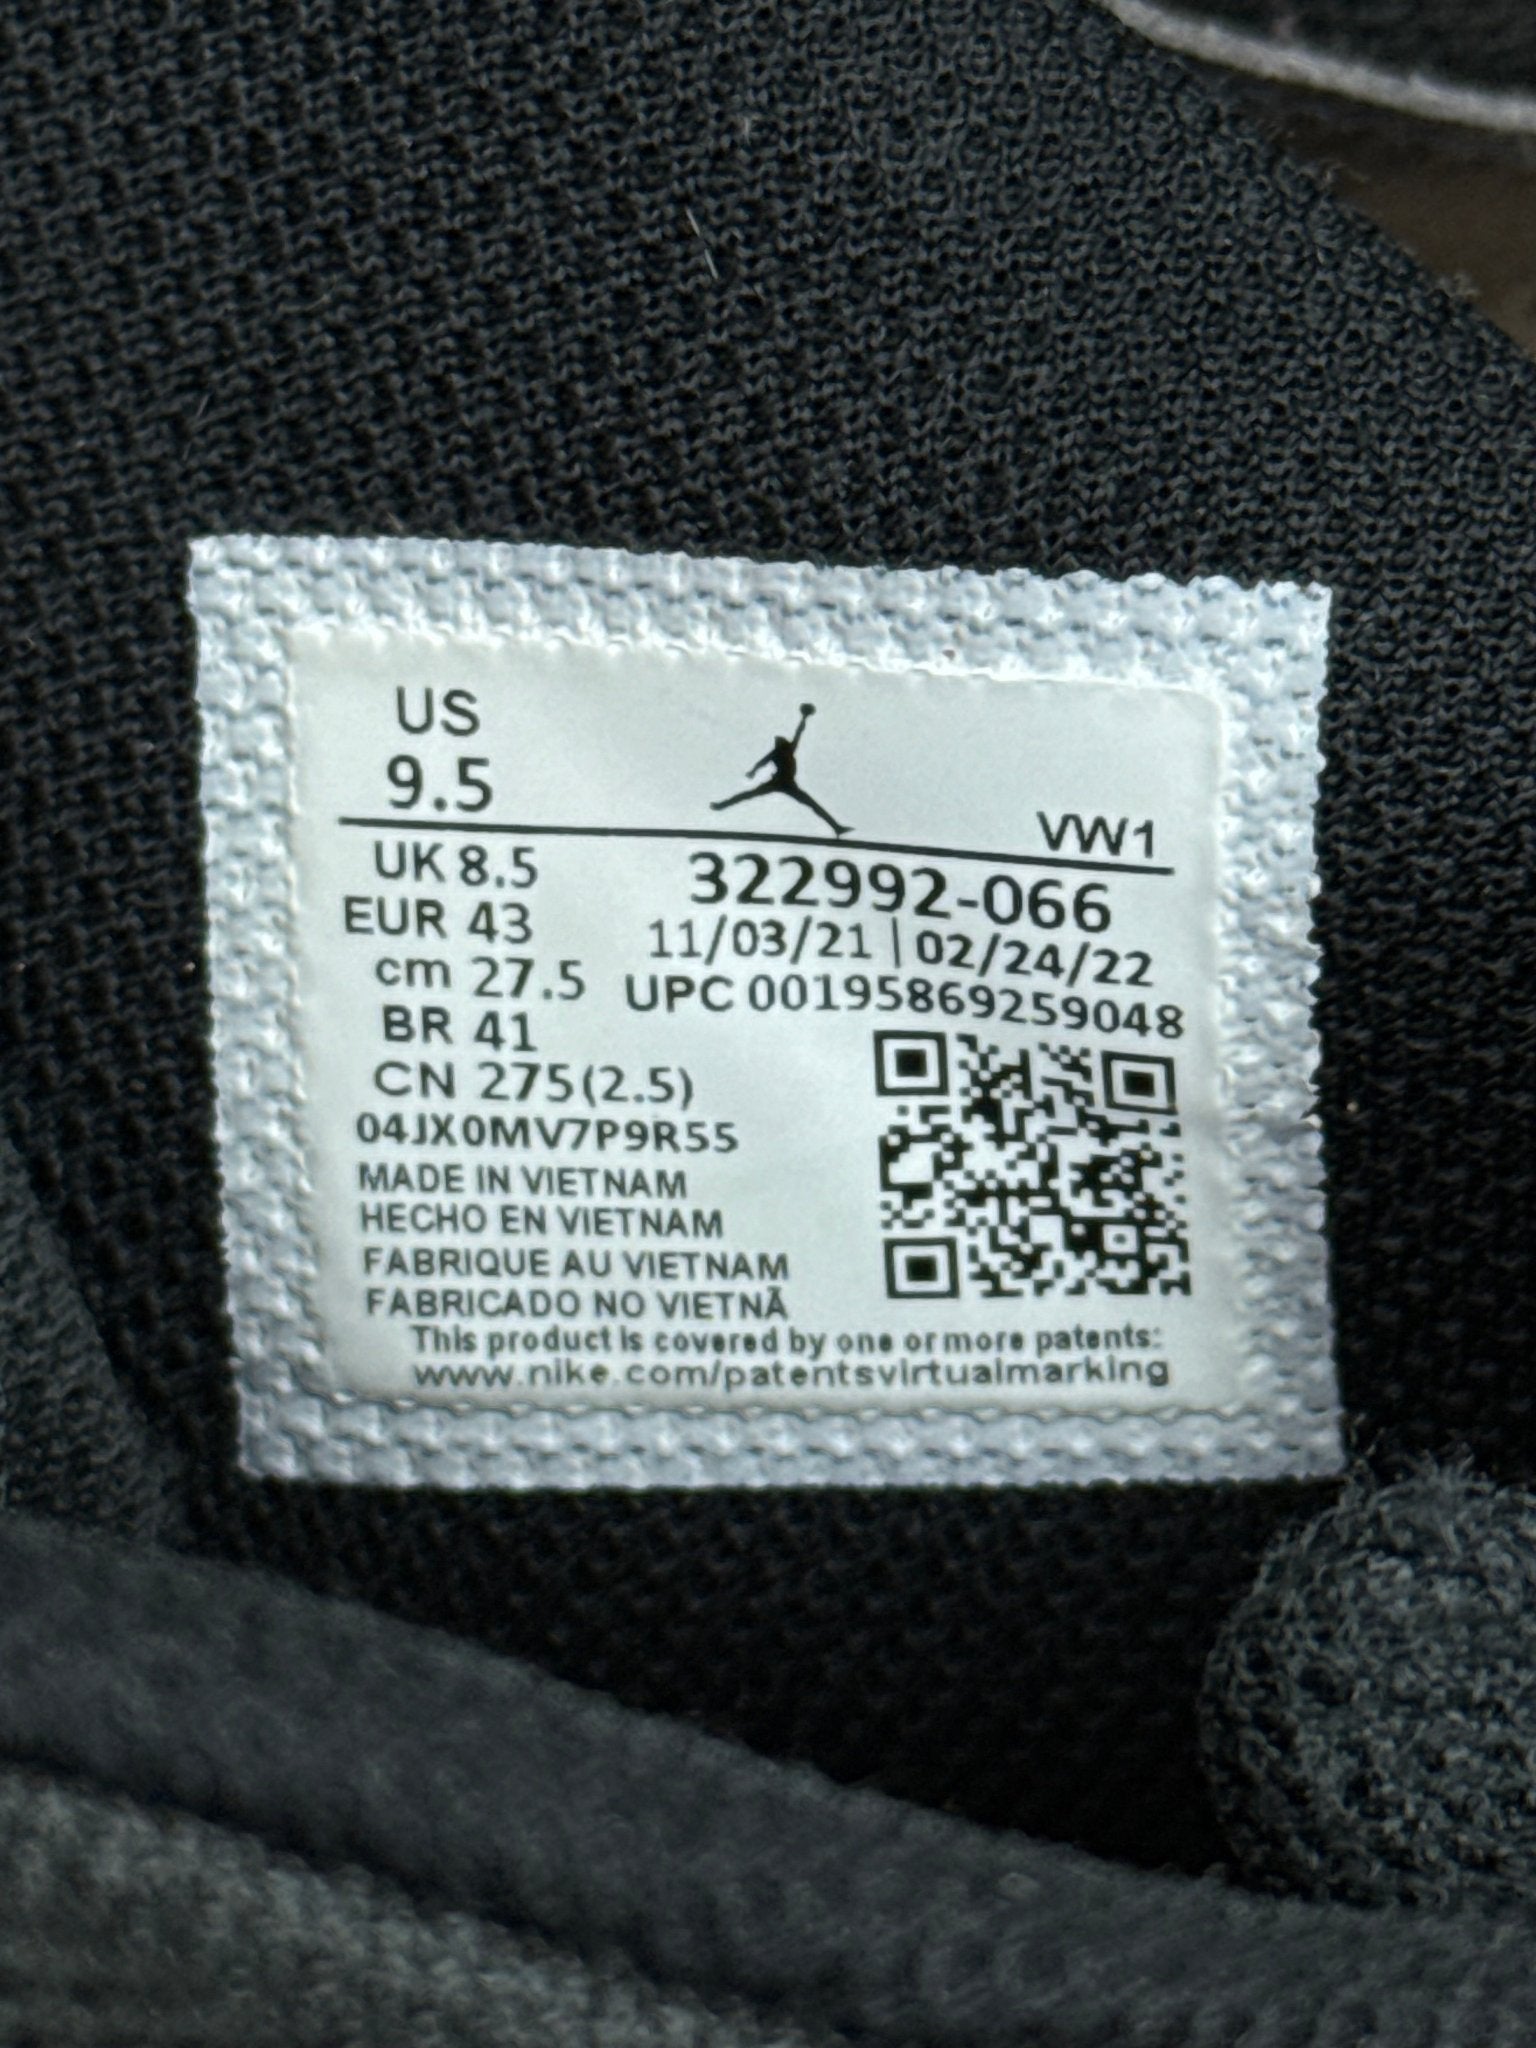 US
9.5
VW1
UK 8.5
322992-066
EUR 43
11/03/21 | 02/24/22
cm 27.5
UPC 00195869259048
BR 41
CN 275(2.5)
04JX0MV7P9R55
MADE IN VIETNAM
HECHO EN VIETNAM
FABRIQUE AU VIETNAM
FABRICADO NO VIETNÃ
This product is covered by one or more patents:
www.nike.com/patentsvirtualmarking